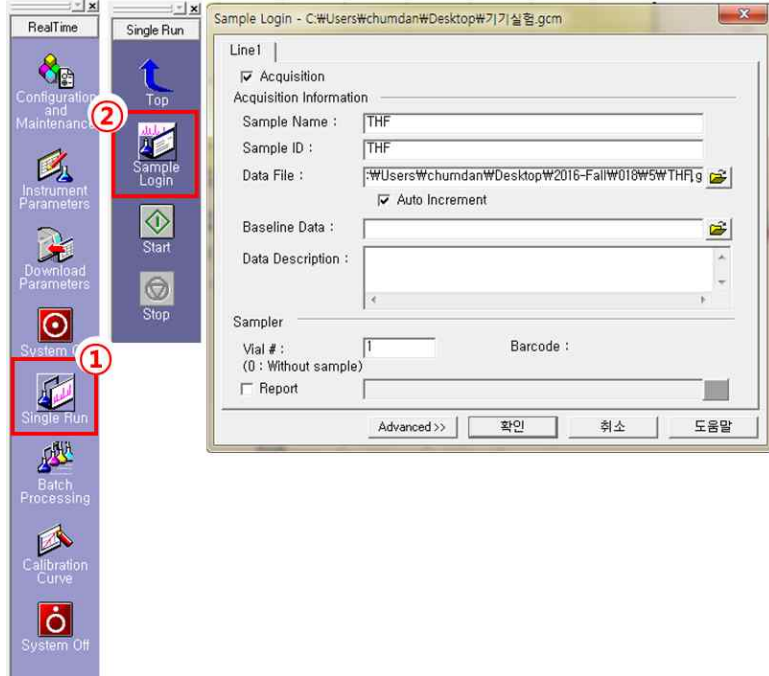 RealTime
Configuration
and
Maintenance
Instrument
Parameters
Download
Parameters
System
①
Single Run
Batch
Processing
Calibration
Curve
System Off
Single Run
Top
②
Sample
Login
Start
Stop
Sample Login - C:₩Users₩chumdan₩Desktop₩기기실험.gcm
Line1
Acquisition
Acquisition Information
Sample Name : THF
Sample ID : THF
Data File : :₩Users₩chumdan₩Desktop₩2016-Fall₩018₩5₩THF.g
Auto Increment
Baseline Data :
Data Description :
Sampler
Vial # : 1 Barcode :
(0 : Without sample)
Report
Advanced >> 확인 취소 도움말